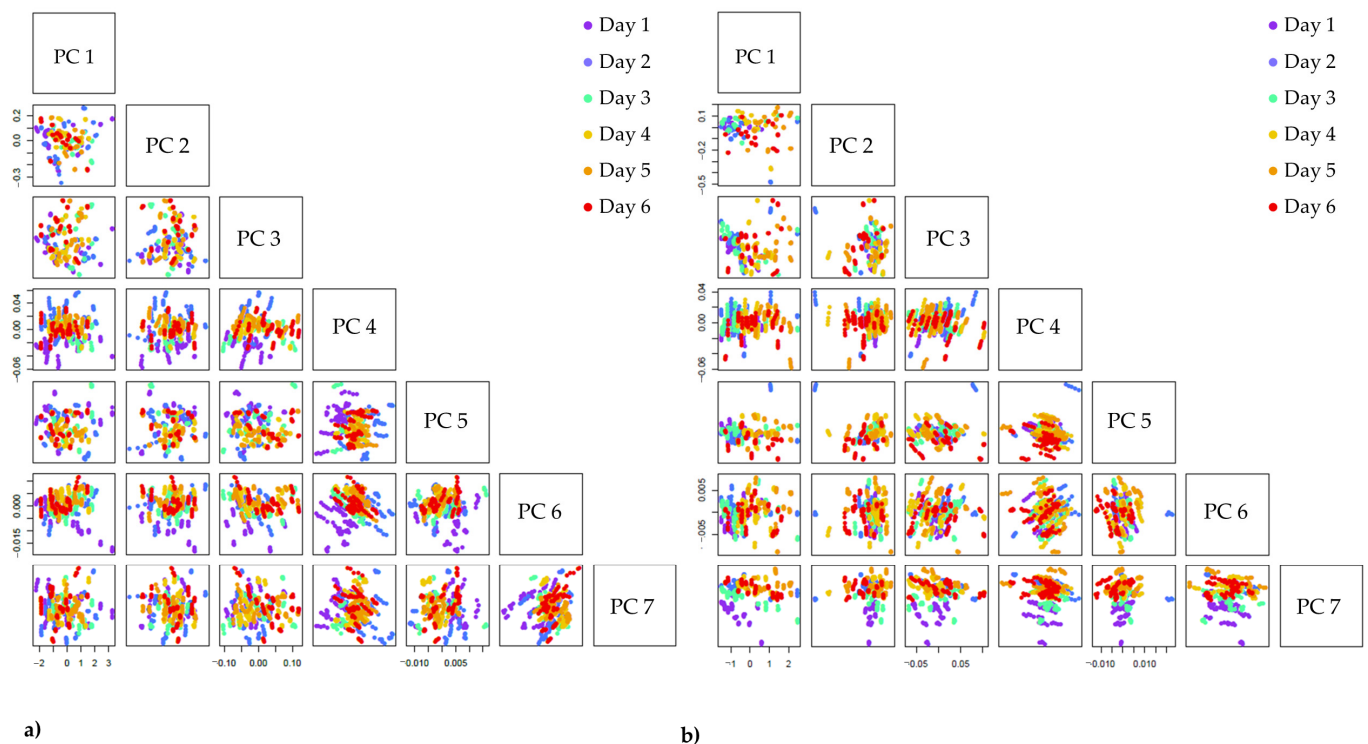 PC 1
Day 1
Day 2
Day 3
Day 4
Day 5
Day 6
0.2
0.0
−0.3
PC 2
PC 3
0.04
0.00
−0.06
PC 4
PC 5
0.000
−0.015
PC 6
PC 7
−2 0 1 2 3
−0.10 0.00 0.10
−0.010 0.005
a)
PC 1
Day 1
Day 2
Day 3
Day 4
Day 5
Day 6
0.1
−0.2
−0.5
PC 2
PC 3
0.04
0.00
−0.06
PC 4
PC 5
0.005
−0.005
PC 6
PC 7
−1 0 1 2
−0.05 0.05
−0.010 0.010
b)